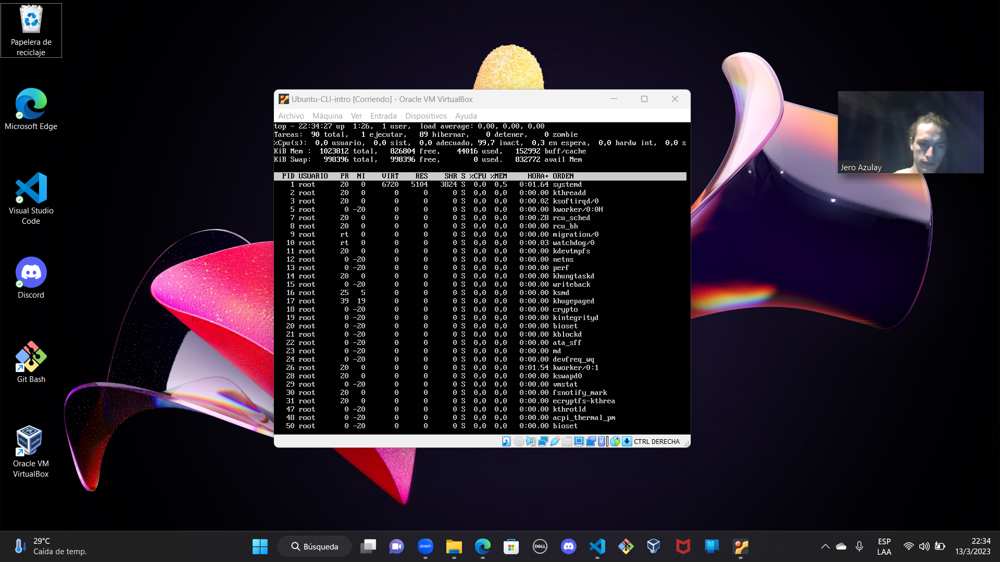 Papelera de
reciclaje
Microsoft Edge
Visual Studio
Code
Discord
Git Bash
Oracle VM
VirtualBox
Ubuntu-CLI-intro [Corriendo] - Oracle VM VirtualBox
Archivo Máquina Ver Entrada Dispositivos Ayuda
top - 22:34:27 up  1:26,  1 user,  load average: 0,00, 0,00, 0,00
Tareas:  90 total,   1 ejecutar,   89 hibernar,    0 detener,    0 zombie
%Cpu(s):  0,0 usuario,  0,0 sist,  0,0 adecuado, 99,7 inact,  0,3 en espera,  0,0 hardw int,  0,0 s
KiB Mem :  1023812 total,   826804 free,    44016 used,   152992 buff/cache
KiB Swap:   998396 total,   998396 free,        0 used.   832772 avail Mem
PID USUARIO   PR  NI    VIRT    RES    SHR S %CPU %MEM     HORA+ ORDEN
1 root      20   0    6720   5104   3824 S  0,0  0,5   0:01.64 systemd
2 root      20   0       0      0      0 S  0,0  0,0   0:00.00 kthreadd
3 root      20   0       0      0      0 S  0,0  0,0   0:00.02 ksoftirqd/0
5 root       0 -20       0      0      0 S  0,0  0,0   0:00.00 kworker/0:0H
7 root      20   0       0      0      0 S  0,0  0,0   0:00.28 rcu_sched
8 root      20   0       0      0      0 S  0,0  0,0   0:00.00 rcu_bh
9 root      rt   0       0      0      0 S  0,0  0,0   0:00.00 migration/0
10 root      rt   0       0      0      0 S  0,0  0,0   0:00.03 watchdog/0
11 root      20   0       0      0      0 S  0,0  0,0   0:00.00 kdevtmpfs
12 root       0 -20       0      0      0 S  0,0  0,0   0:00.00 netns
13 root       0 -20       0      0      0 S  0,0  0,0   0:00.00 perf
14 root      20   0       0      0      0 S  0,0  0,0   0:00.00 khungtaskd
15 root       0 -20       0      0      0 S  0,0  0,0   0:00.00 writeback
16 root      25   5       0      0      0 S  0,0  0,0   0:00.00 ksmd
17 root      39  19       0      0      0 S  0,0  0,0   0:00.00 khugepaged
18 root       0 -20       0      0      0 S  0,0  0,0   0:00.00 crypto
19 root       0 -20       0      0      0 S  0,0  0,0   0:00.00 kintegrityd
20 root       0 -20       0      0      0 S  0,0  0,0   0:00.00 bioset
21 root       0 -20       0      0      0 S  0,0  0,0   0:00.00 kblockd
22 root       0 -20       0      0      0 S  0,0  0,0   0:00.00 ata_sff
23 root       0 -20       0      0      0 S  0,0  0,0   0:00.00 md
24 root       0 -20       0      0      0 S  0,0  0,0   0:00.00 devfreq_wq
26 root      20   0       0      0      0 S  0,0  0,0   0:01.54 kworker/0:1
28 root      20   0       0      0      0 S  0,0  0,0   0:00.00 kswapd0
29 root       0 -20       0      0      0 S  0,0  0,0   0:00.00 vmstat
30 root      20   0       0      0      0 S  0,0  0,0   0:00.00 fsnotify_mark
31 root      20   0       0      0      0 S  0,0  0,0   0:00.00 ecryptfs-kthrea
47 root       0 -20       0      0      0 S  0,0  0,0   0:00.00 kthrotld
48 root       0 -20       0      0      0 S  0,0  0,0   0:00.00 acpi_thermal_pm
50 root       0 -20       0      0      0 S  0,0  0,0   0:00.00 bioset
CTRL DERECHA
Jero Azulay
29°C
Caída de temp.
Búsqueda
zoom
DELL
ESP
LAA
22:34
13/3/2023